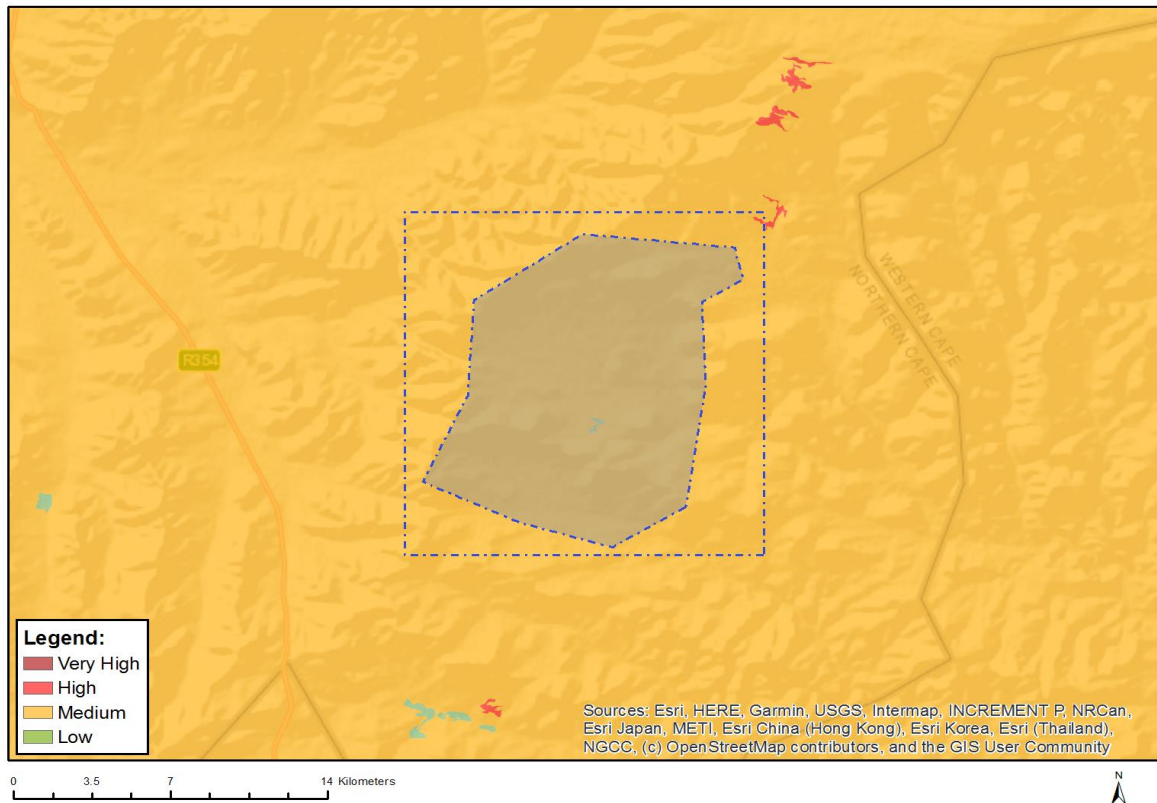 R354
WESTERN CAPE
NORTHERN CAPE
Legend:
Very High
High
Medium
Low
Sources: Esri, HERE, Garmin, USGS, Intermap, INCREMENT P, NRCan,
Esri Japan, METI, Esri China (Hong Kong), Esri Korea, Esri (Thailand),
NGCC, (c) OpenStreetMap contributors, and the GIS User Community
0 3.5 7 14 Kilometers
N